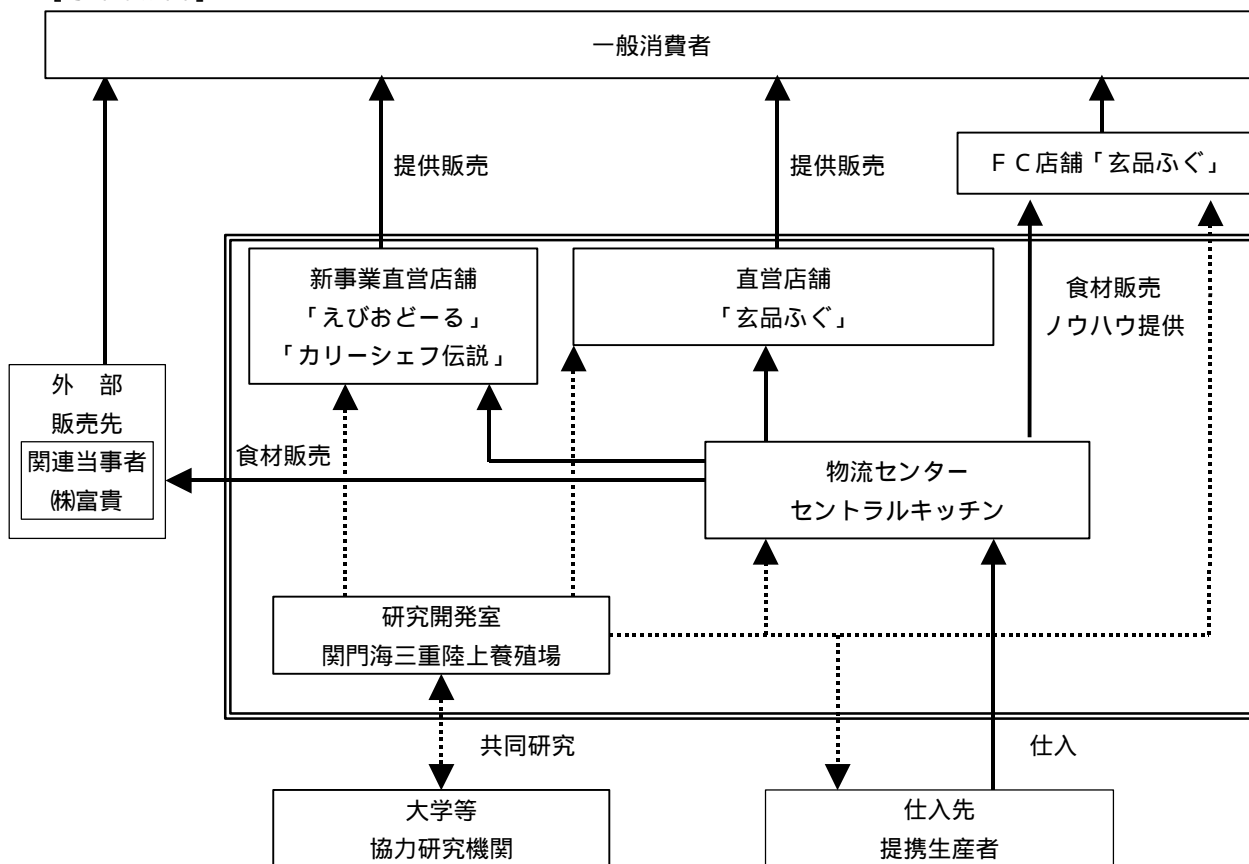 一般消費者
提供販売
提供販売
ＦＣ店舗「玄品ふぐ」
新事業直営店舗
「えびおどーる」
「カリーシェフ伝説」
直営店舗
「玄品ふぐ」
食材販売
ノウハウ提供
外　部
販売先
関連当事者
㈱富貴
食材販売
物流センター
セントラルキッチン
研究開発室
関門海三重陸上養殖場
共同研究
仕入
大学等
協力研究機関
仕入先
提携生産者